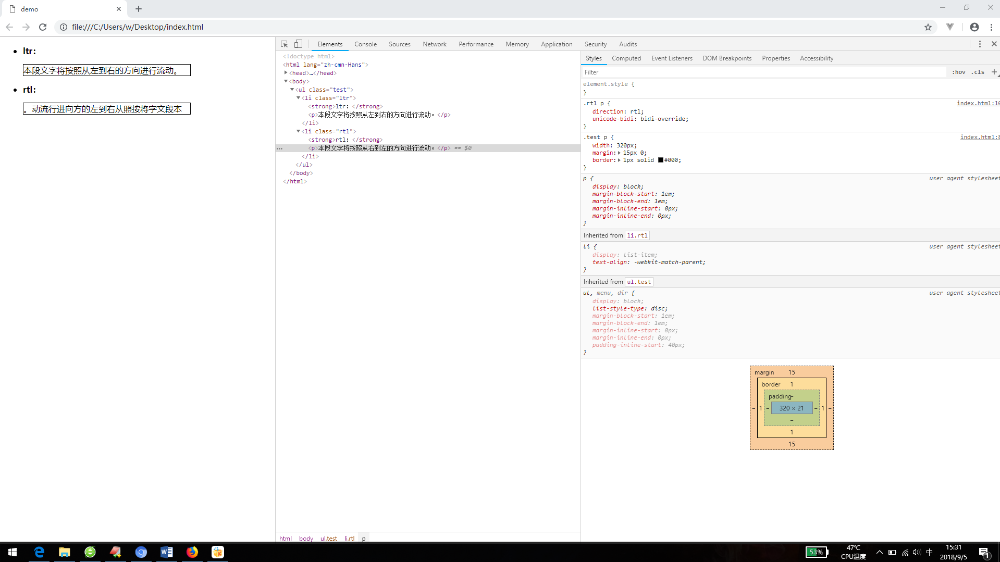 demo
file:///C:/Users/w/Desktop/index.html
ltr：
本段文字将按照从左到右的方向进行流动。
rtl：
。动流行进向方的左到右从照按将字文段本
Elements Console Sources Network Performance Memory Application Security Audits
<!doctype html>
<html lang="zh-cmn-Hans">
<head>…</head>
<body>
<ul class="test">
<li class="ltr">
<strong>ltr：</strong>
<p>本段文字将按照从左到右的方向进行流动。</p>
</li>
<li class="rtl">
<strong>rtl：</strong>
<p>本段文字将按照从右到左的方向进行流动。</p> == $0
</li>
</ul>
</body>
</html>
html body ul.test li.rtl p
Styles Computed Event Listeners DOM Breakpoints Properties Accessibility
Filter :hov .cls +
element.style {
}
.rtl p { index.html:10
direction: rtl;
unicode-bidi: bidi-override;
}
.test p { index.html:8
width: 320px;
margin: 15px 0;
border: 1px solid #000;
}
p { user agent stylesheet
display: block;
margin-block-start: 1em;
margin-block-end: 1em;
margin-inline-start: 0px;
margin-inline-end: 0px;
}
Inherited from li.rtl
li { user agent stylesheet
display: list-item;
text-align: -webkit-match-parent;
}
Inherited from ul.test
ul, menu, dir { user agent stylesheet
display: block;
list-style-type: disc;
margin-block-start: 1em;
margin-block-end: 1em;
margin-inline-start: 0px;
margin-inline-end: 0px;
padding-inline-start: 40px;
}
margin 15
border 1
padding -
- 1 - 320 × 21 - 1 -
-
1
15
53% 47℃ CPU温度 中 15:31 2018/9/5 1